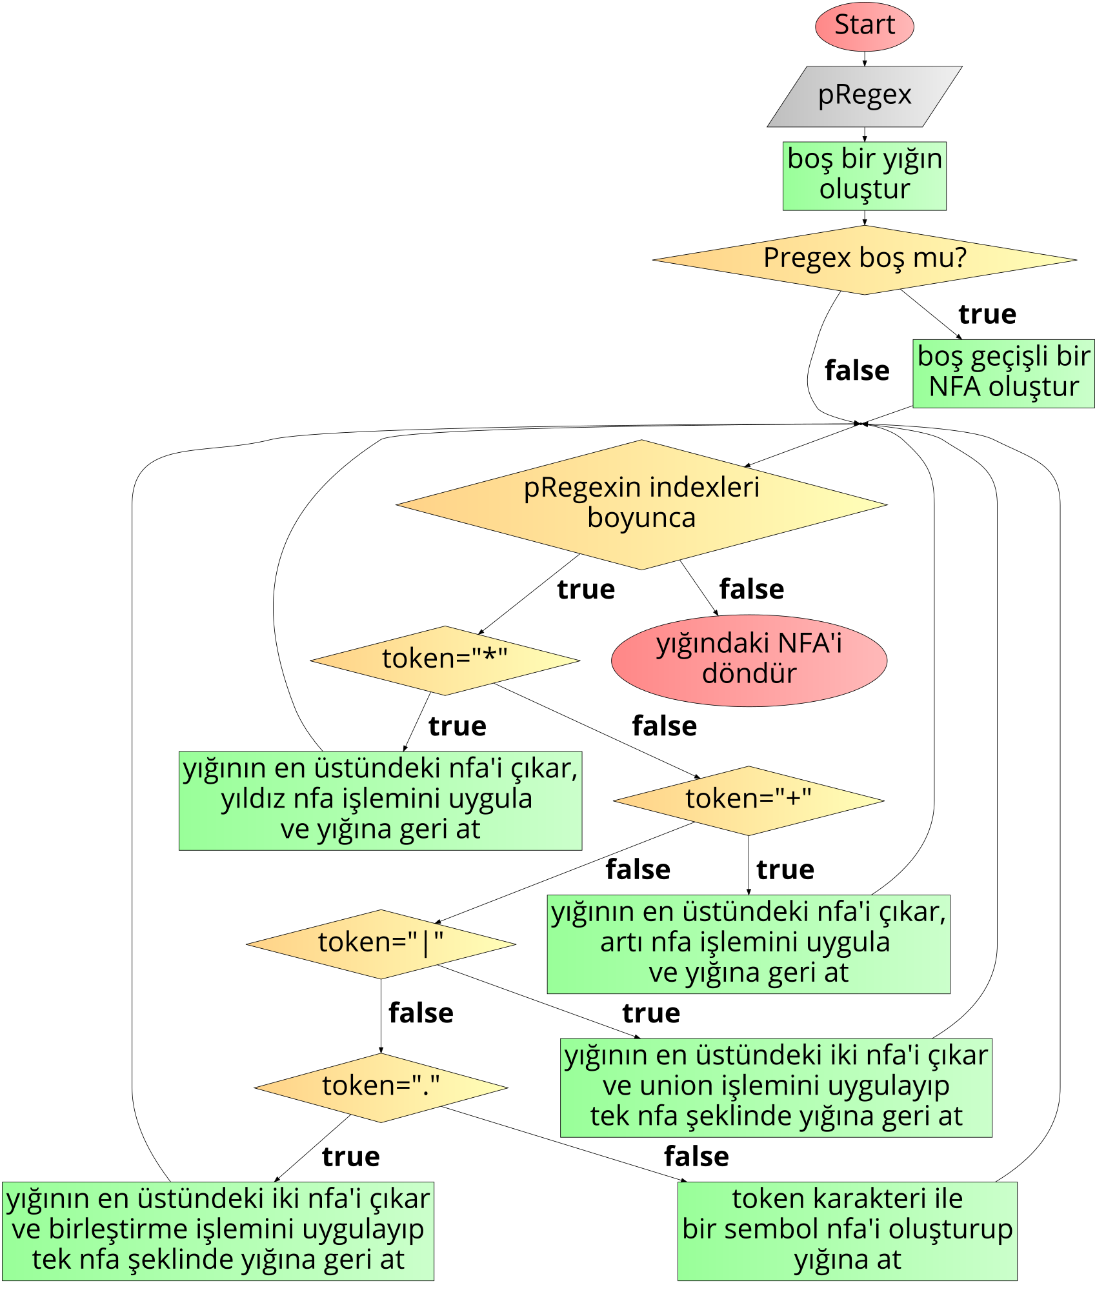 Start
pRegex
boş bir yığın
oluştur
Pregex boş mu?
true
false
boş geçişli bir
NFA oluştur
pRegexin indexleri
boyunca
true
false
yığındaki NFA'i
döndür
token="*"
true
false
yığının en üstündeki nfa'i çıkar,
yıldız nfa işlemini uygula
ve yığına geri at
token="+"
false
true
yığının en üstündeki nfa'i çıkar,
artı nfa işlemini uygula
ve yığına geri at
token="|"
false
true
yığının en üstündeki iki nfa'i çıkar
ve union işlemini uygulayıp
tek nfa şeklinde yığına geri at
token="."
true
false
yığının en üstündeki iki nfa'i çıkar
ve birleştirme işlemini uygulayıp
tek nfa şeklinde yığına geri at
token karakteri ile
bir sembol nfa'i oluşturup
yığına at